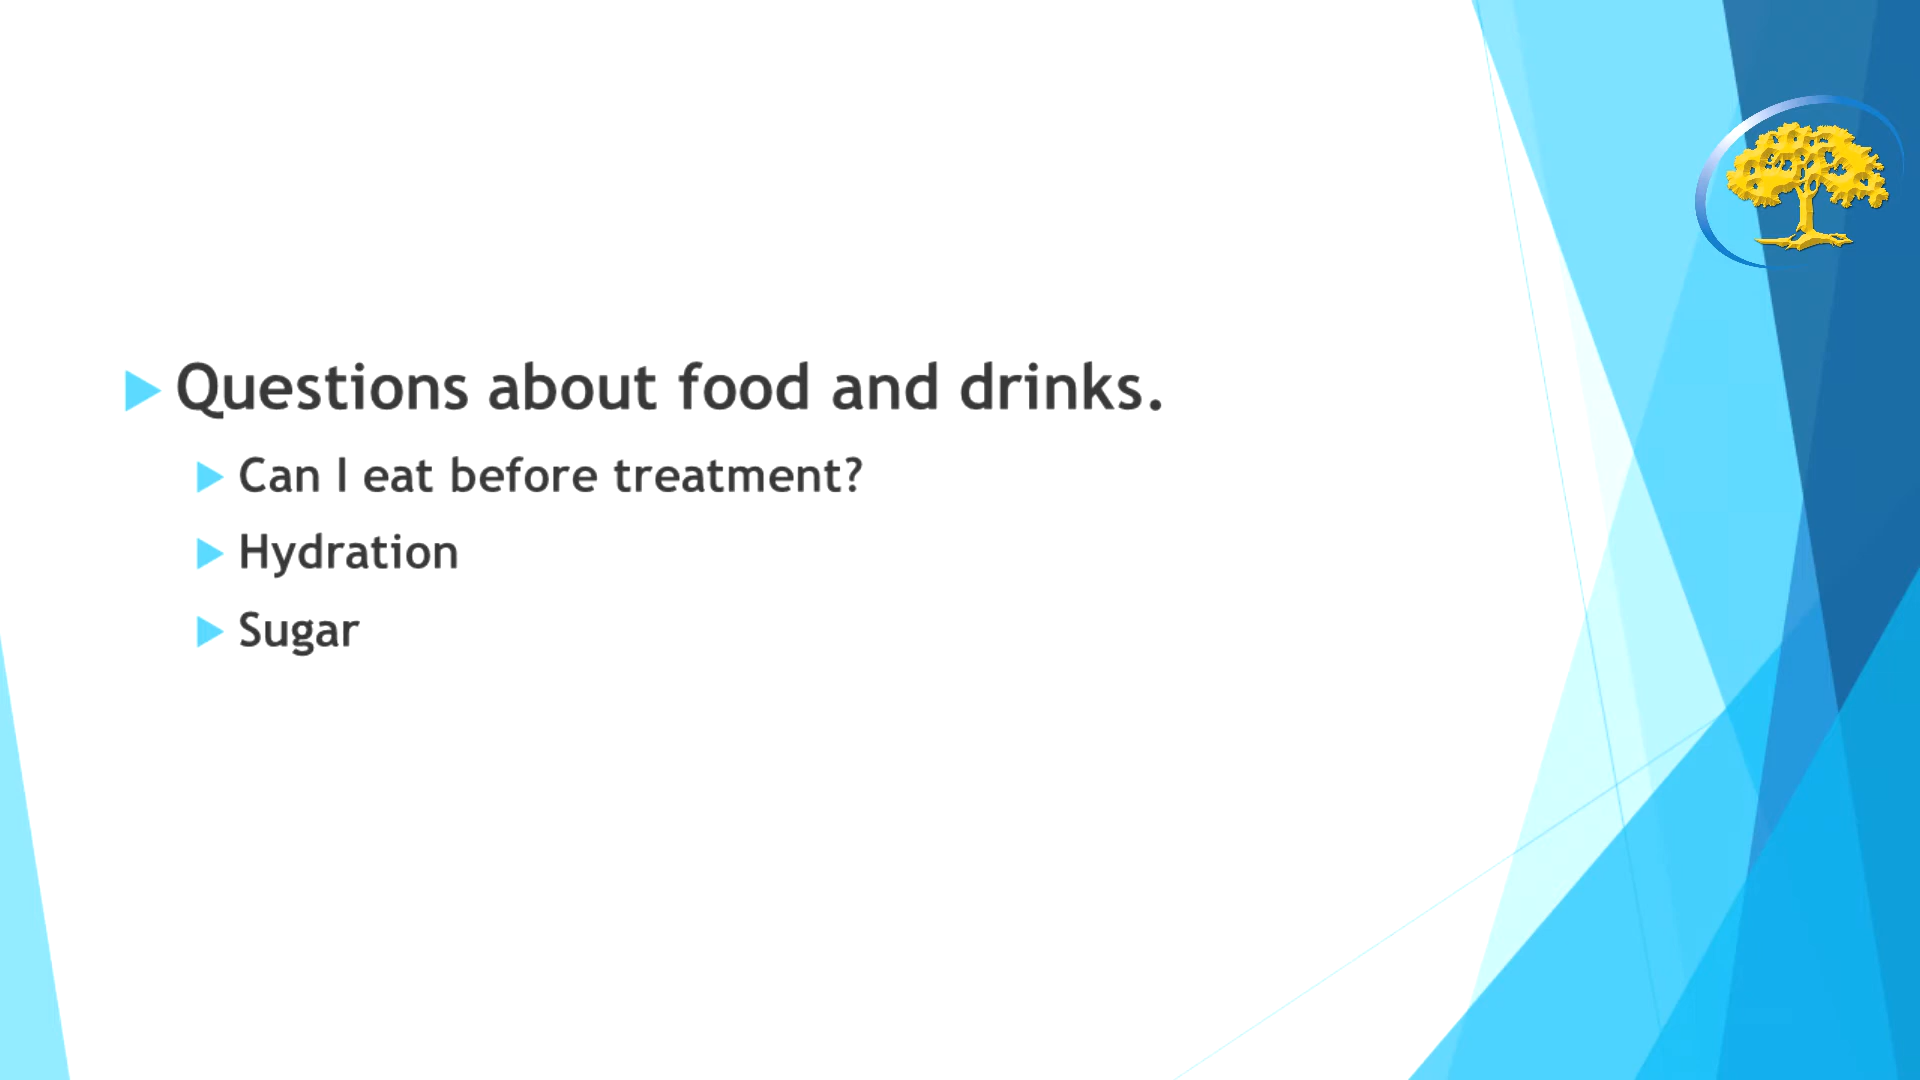 Questions about food and drinks.
Can I eat before treatment?
Hydration
Sugar